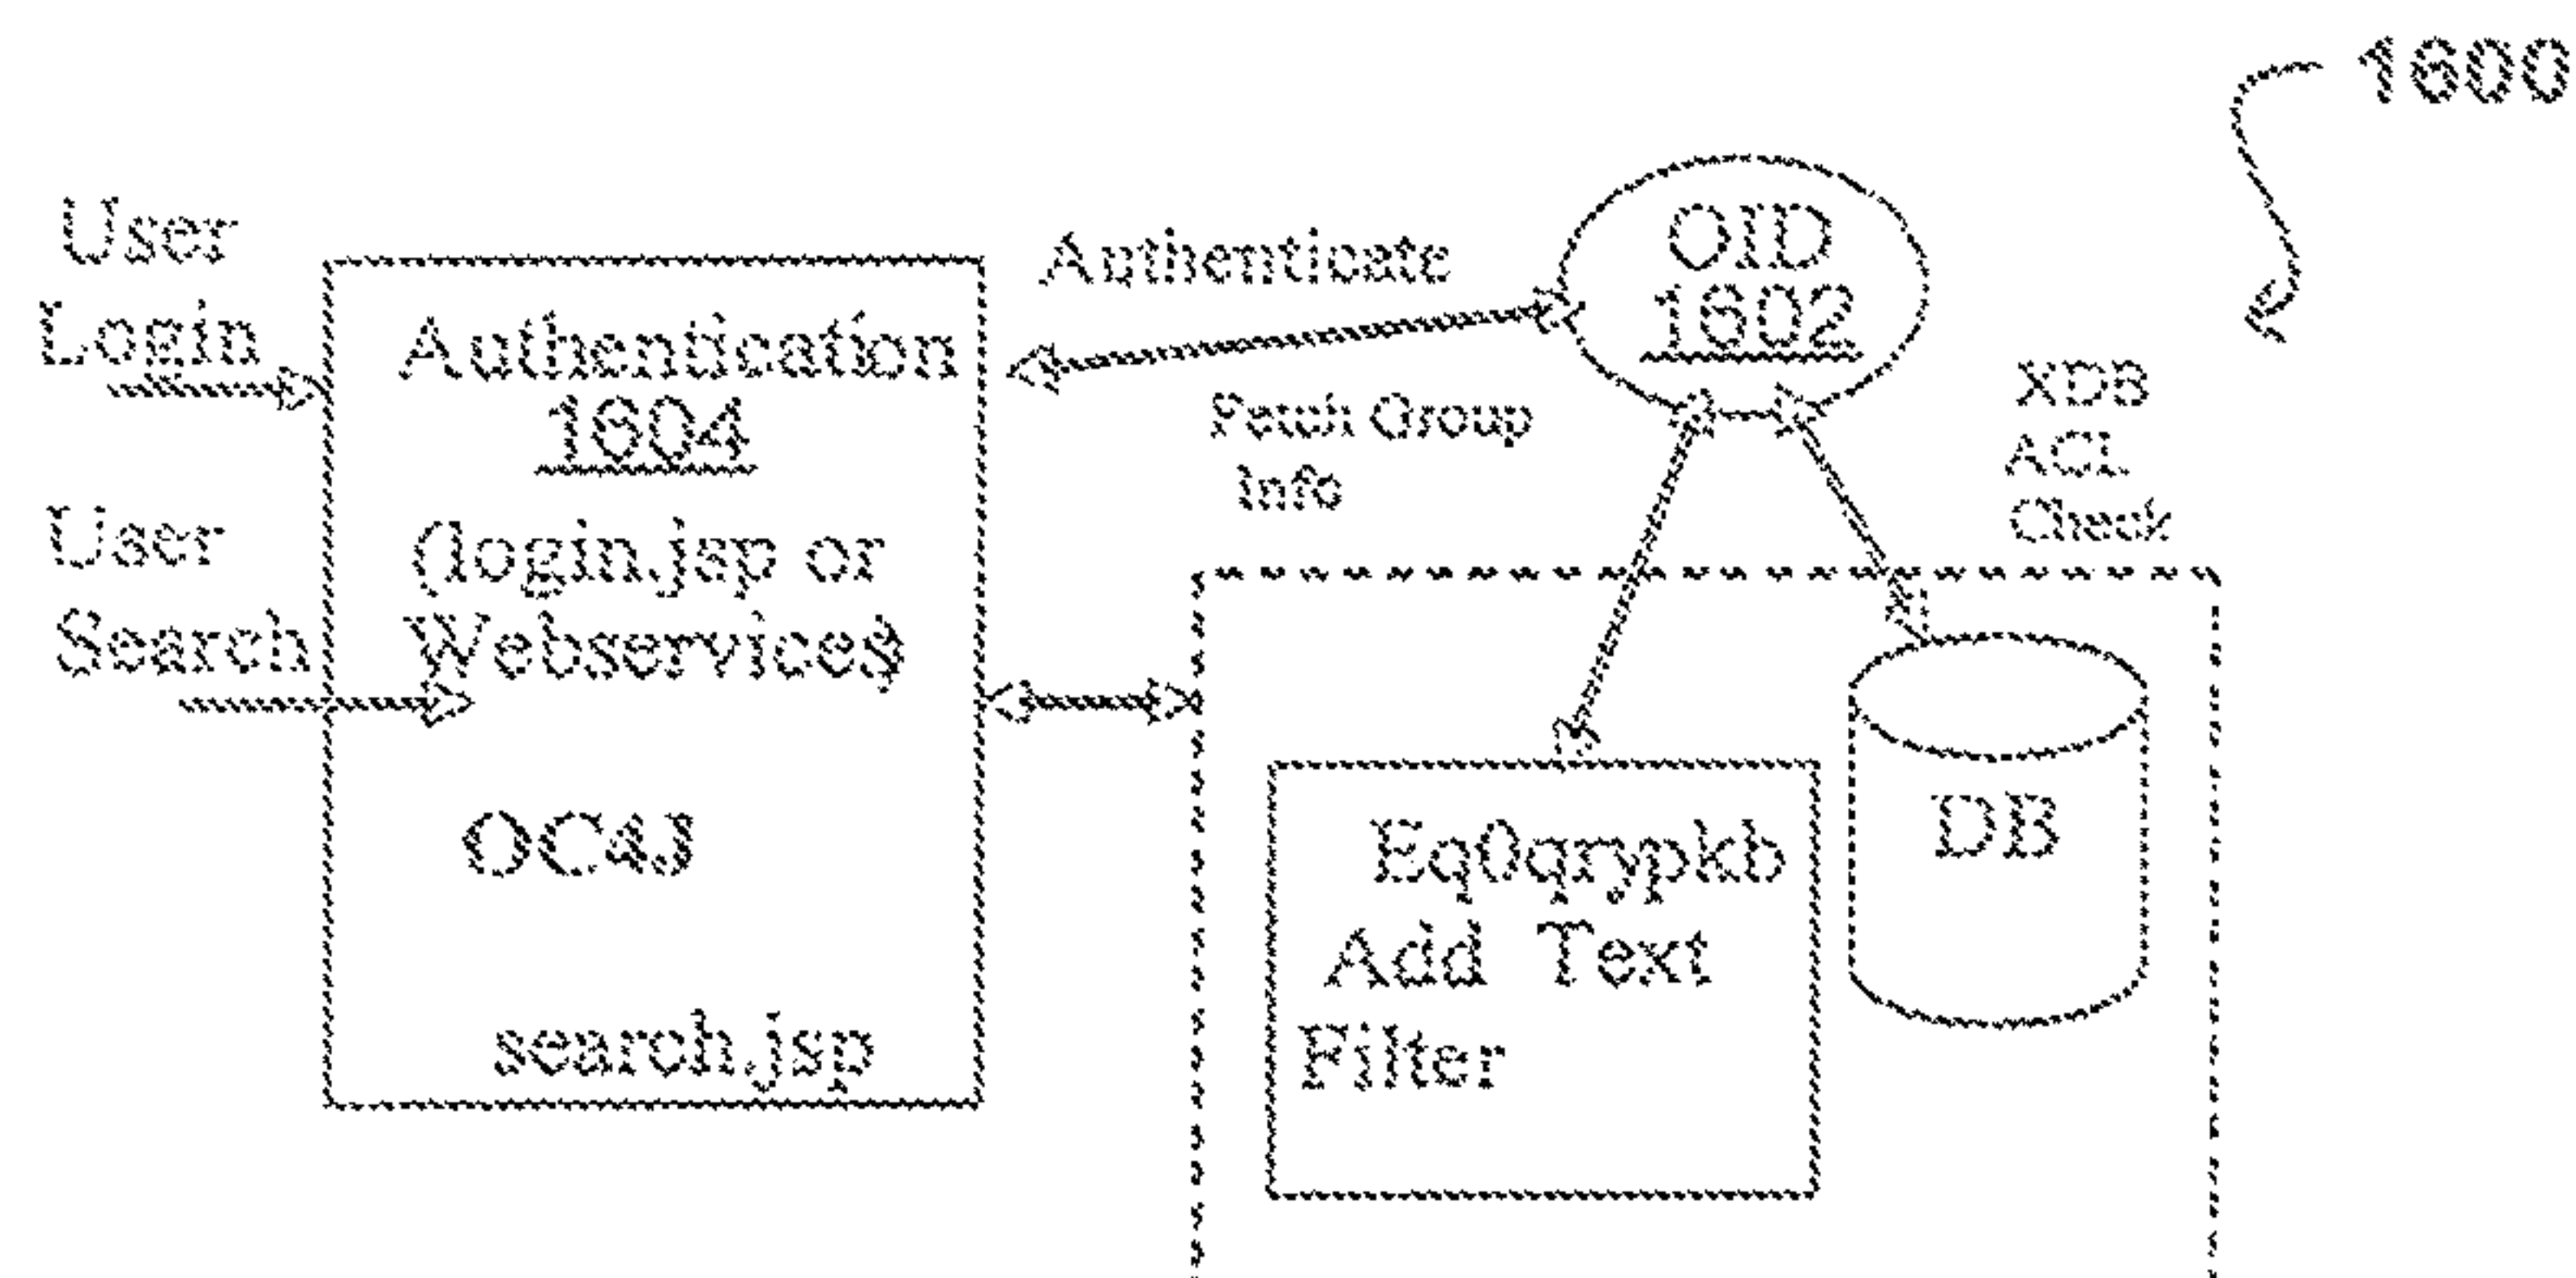 1600
User
Login
User
Search
Authentication
1604
(login.jsp or
Webservices)
OC4J
search.jsp
Authenticate
OID
1602
Fetch Group
Info
XDB
ACL
Check
Eq0qrypkb
Add Text
Filter
DB